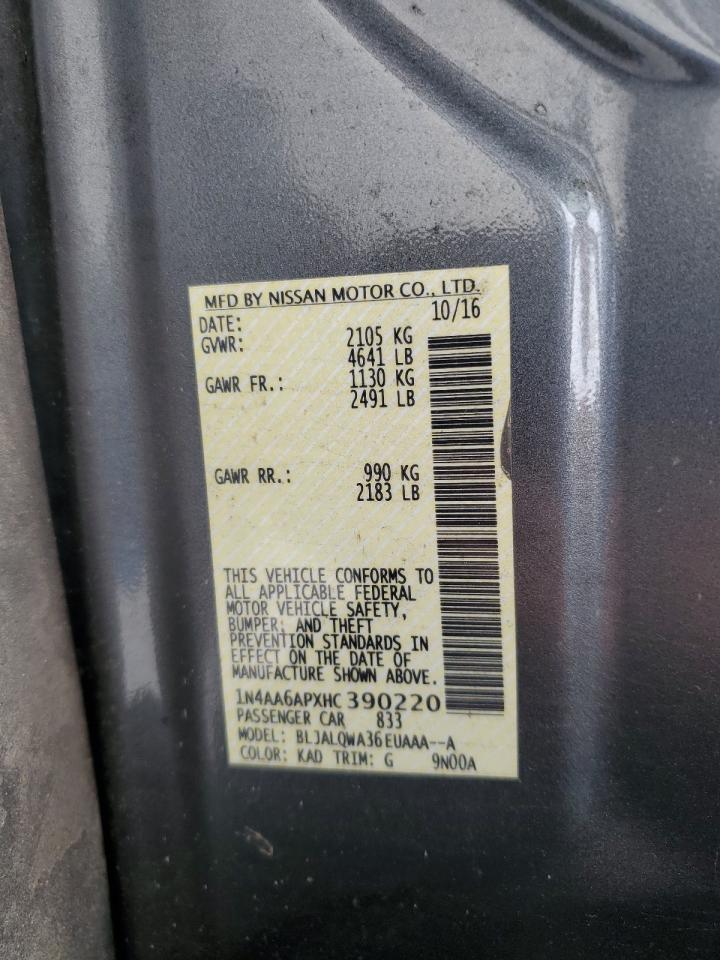 MFD BY NISSAN MOTOR CO., LTD.
DATE: 10/16
GVWR: 2105 KG
4641 LB
GAWR FR.: 1130 KG
2491 LB
GAWR RR.: 990 KG
2183 LB
THIS VEHICLE CONFORMS TO
ALL APPLICABLE FEDERAL
MOTOR VEHICLE SAFETY,
BUMPER, AND THEFT
PREVENTION STANDARDS IN
EFFECT ON THE DATE OF
MANUFACTURE SHOWN ABOVE.
1N4AA6APXHC390220
PASSENGER CAR 833
MODEL: BLJALQWA36EUAAA--A
COLOR: KAD TRIM: G 9N00A